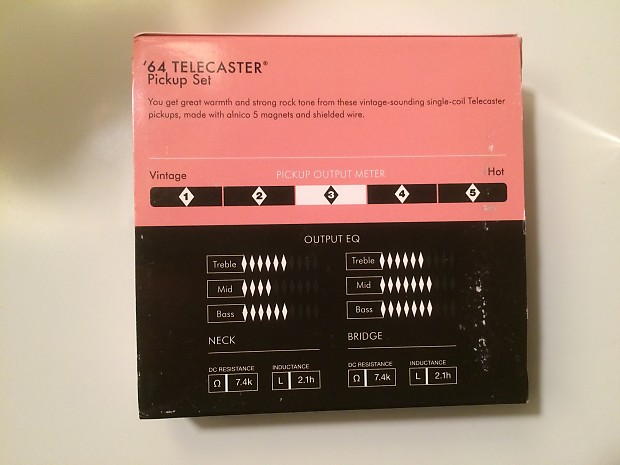 '64 TELECASTER®
Pickup Set
You get great warmth and strong rock tone from these vintage-sounding single-coil Telecaster
pickups, made with alnico 5 magnets and shielded wire.
Vintage PICKUP OUTPUT METER Hot
1 2 3 4 5
OUTPUT EQ
Treble
Mid
Bass
NECK
DC RESISTANCE INDUCTANCE
Ω 7.4k L 2.1h
Treble
Mid
Bass
BRIDGE
DC RESISTANCE INDUCTANCE
Ω 7.4k L 2.1h